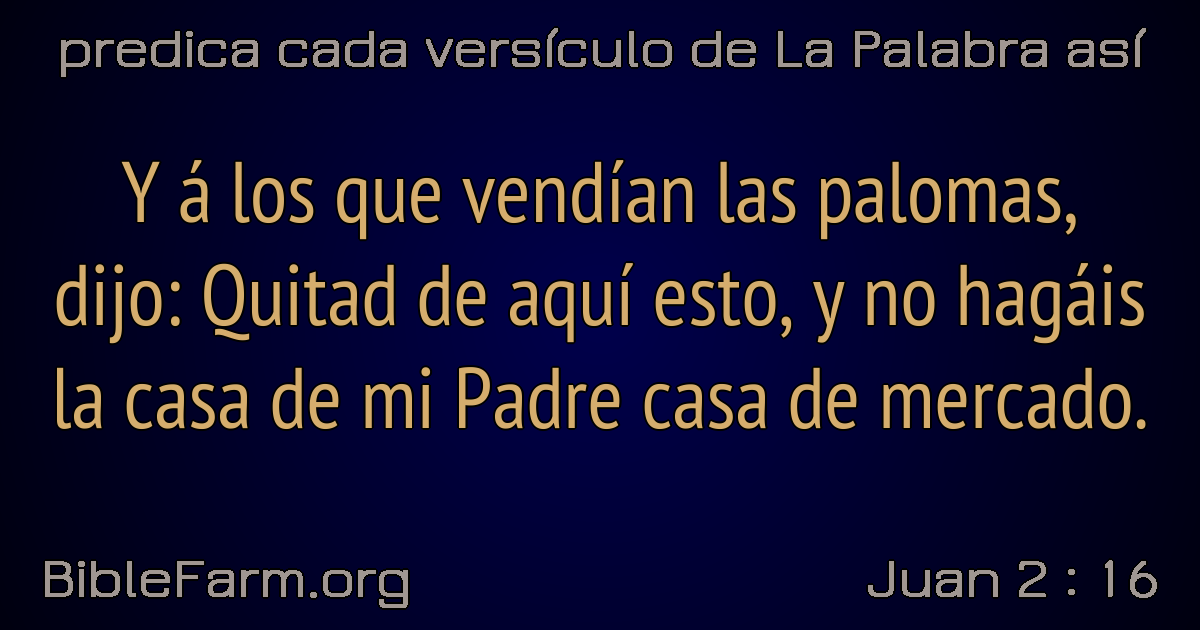 predica cada versículo de La Palabra así
Y á los que vendían las palomas,
dijo: Quitad de aquí esto, y no hagáis
la casa de mi Padre casa de mercado.
BibleFarm.org
Juan 2 : 16